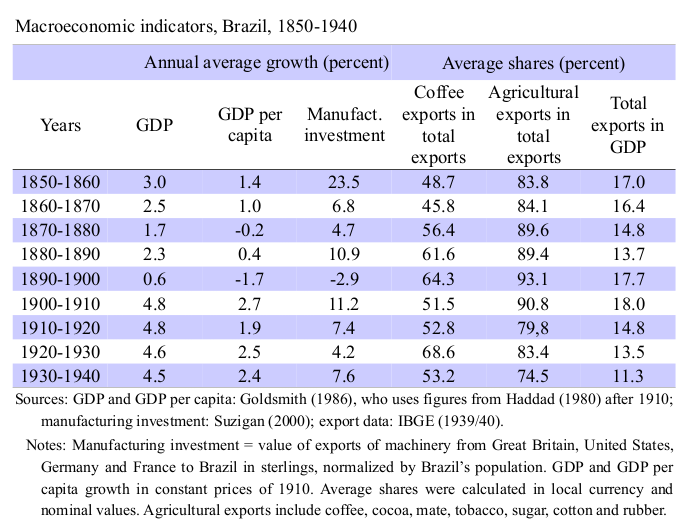 Macroeconomic indicators, Brazil, 1850-1940
Annual average growth (percent) Average shares (percent)
Years GDP GDP per capita Manufact. investment Coffee exports in total exports Agricultural exports in total exports Total exports in GDP
1850-1860 3.0 1.4 23.5 48.7 83.8 17.0
1860-1870 2.5 1.0 6.8 45.8 84.1 16.4
1870-1880 1.7 -0.2 4.7 56.4 89.6 14.8
1880-1890 2.3 0.4 10.9 61.6 89.4 13.7
1890-1900 0.6 -1.7 -2.9 64.3 93.1 17.7
1900-1910 4.8 2.7 11.2 51.5 90.8 18.0
1910-1920 4.8 1.9 7.4 52.8 79,8 14.8
1920-1930 4.6 2.5 4.2 68.6 83.4 13.5
1930-1940 4.5 2.4 7.6 53.2 74.5 11.3
Sources: GDP and GDP per capita: Goldsmith (1986), who uses figures from Haddad (1980) after 1910;
manufacturing investment: Suzigan (2000); export data: IBGE (1939/40).
Notes: Manufacturing investment = value of exports of machinery from Great Britain, United States,
Germany and France to Brazil in sterlings, normalized by Brazil's population. GDP and GDP per
capita growth in constant prices of 1910. Average shares were calculated in local currency and
nominal values. Agricultural exports include coffee, cocoa, mate, tobacco, sugar, cotton and rubber.